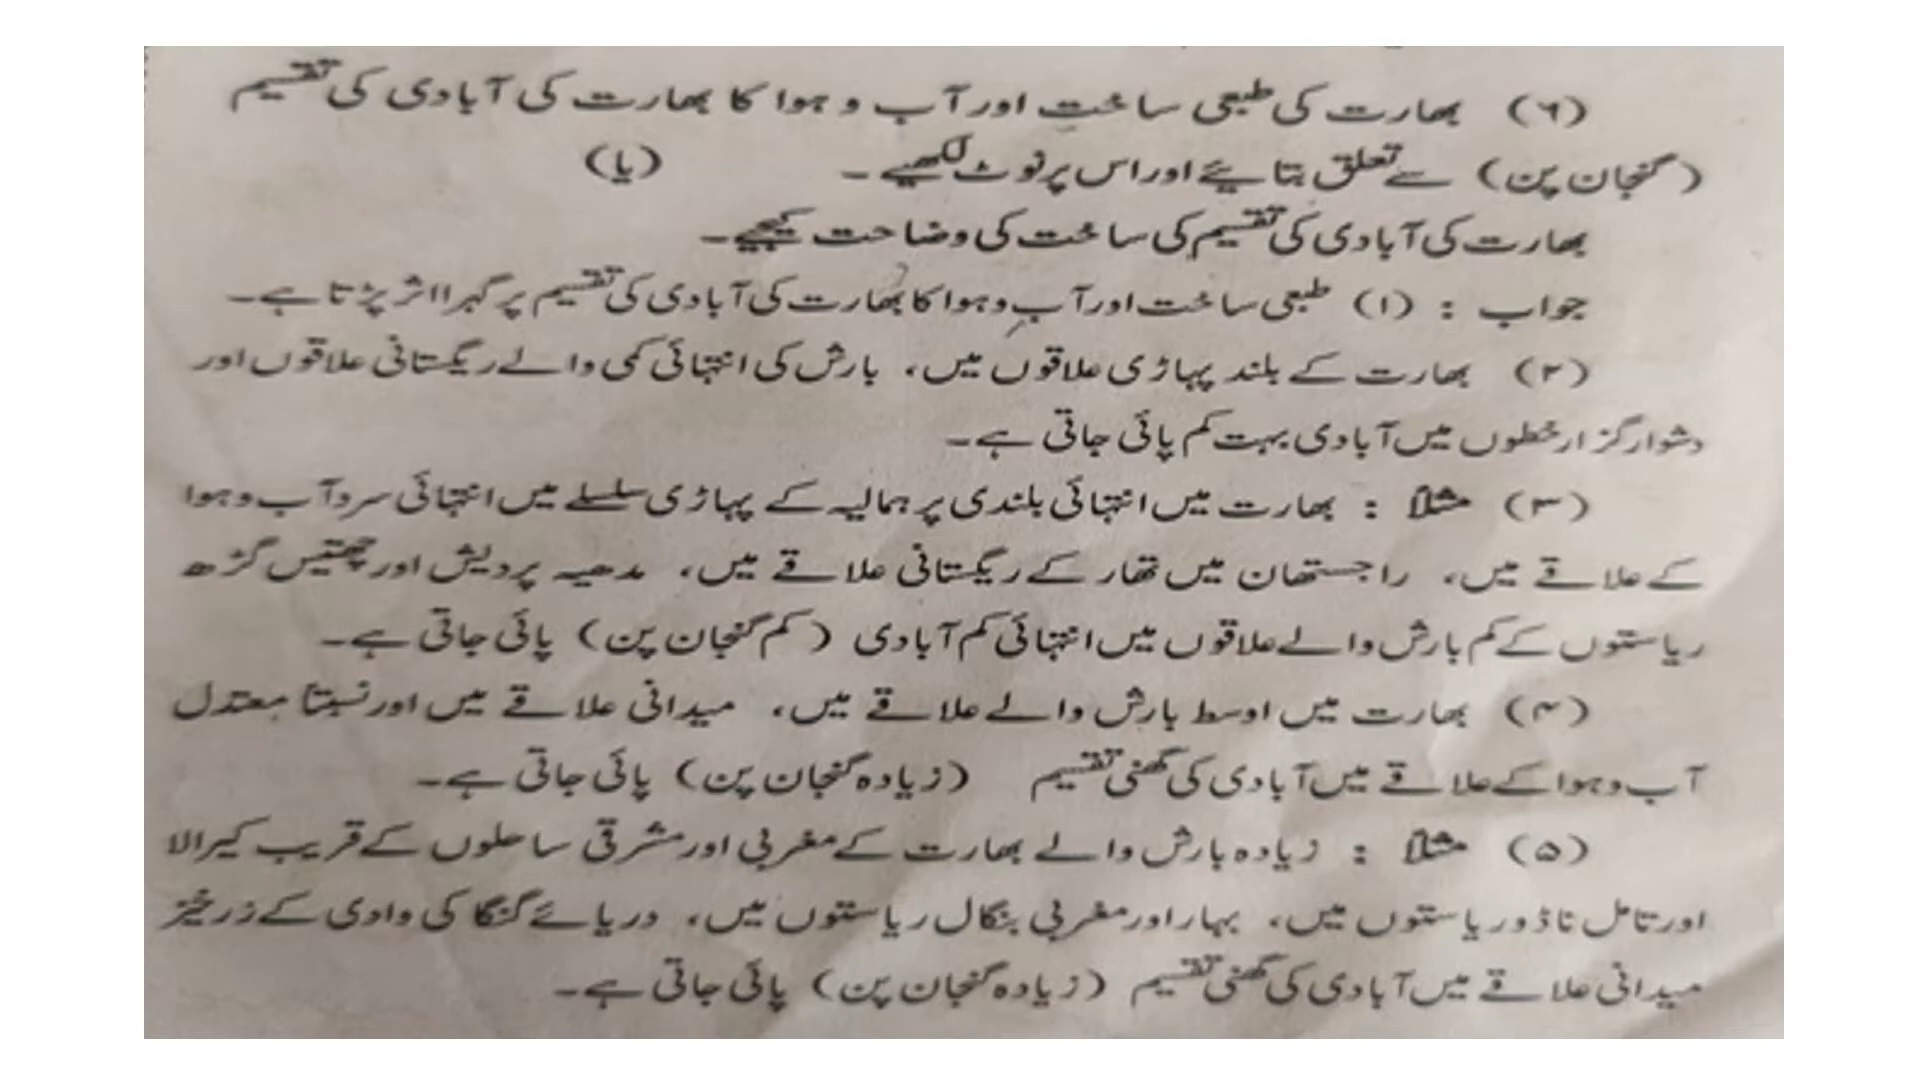 (۶) بھارت کی طبعی ساخت اور آب و ہوا کا بھارت کی آبادی کی تقسیم
(گنجان پن) سے تعلق بتایئے اور اس پر نوٹ لکھیے۔ (یا)
بھارت کی آبادی کی تقسیم کی ساخت کی وضاحت کیجیے۔
جواب : (۱) طبعی ساخت اور آب و ہوا کا بھارت کی آبادی کی تقسیم پر گہرا اثر پڑتا ہے۔
(۲) بھارت کے بلند پہاڑی علاقوں میں، بارش کی انتہائی کمی والے ریگستانی علاقوں اور
دشوار گزار خطوں میں آبادی بہت کم پائی جاتی ہے۔
(۳) مثلاً : بھارت میں انتہائی بلندی پر ہمالیہ کے پہاڑی سلسلے میں انتہائی سرد آب و ہوا
کے علاقے میں، راجستھان میں تھار کے ریگستانی علاقے میں، مدھیہ پردیش اور چھتیس گڑھ
ریاستوں کے کم بارش والے علاقوں میں انتہائی کم آبادی (کم گنجان پن) پائی جاتی ہے۔
(۴) بھارت میں اوسط بارش والے علاقے میں، میدانی علاقے میں اور نسبتاً معتدل
آب و ہوا کے علاقے میں آبادی کی گھنی تقسیم (زیادہ گنجان پن) پائی جاتی ہے۔
(۵) مثلاً : زیادہ بارش والے بھارت کے مغربی اور مشرقی ساحلوں کے قریب کیرالا
اور تامل ناڈو ریاستوں میں، بہار اور مغربی بنگال ریاستوں میں، دریائے گنگا کی وادی کے زرخیز
میدانی علاقے میں آبادی کی گھنی تقسیم (زیادہ گنجان پن) پائی جاتی ہے۔